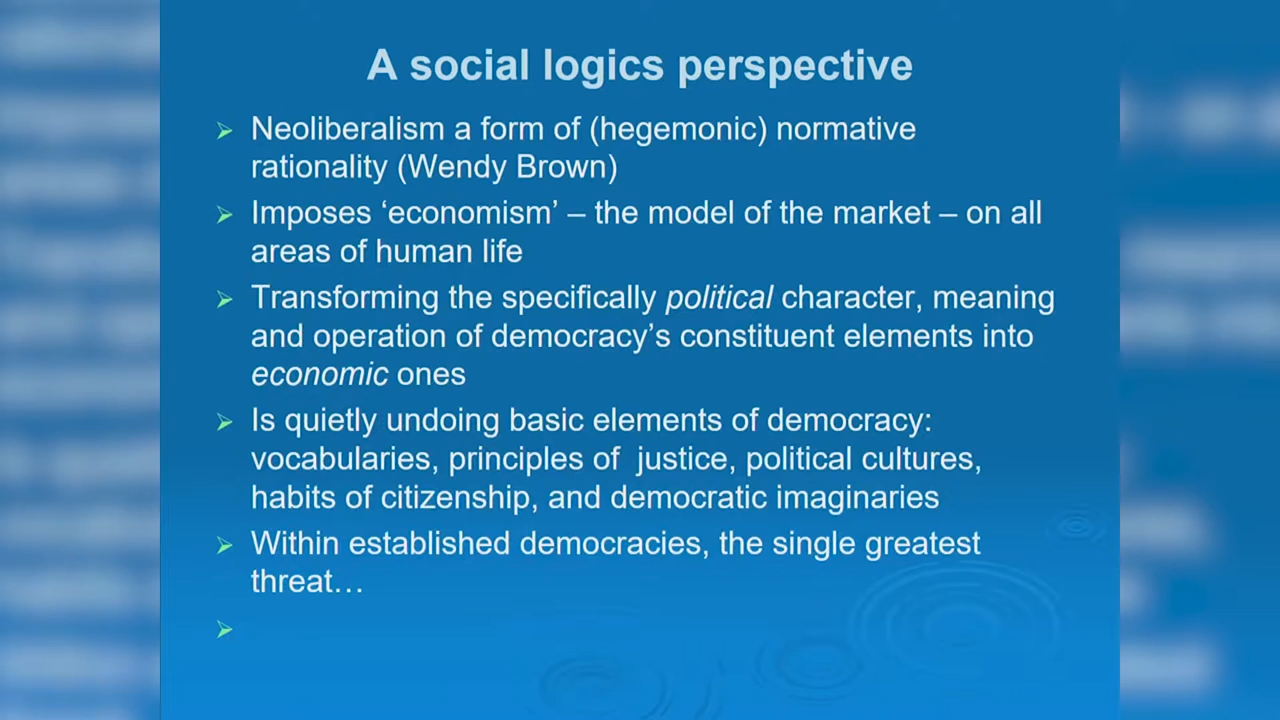 A social logics perspective
Neoliberalism a form of (hegemonic) normative
rationality (Wendy Brown)
Imposes ‘economism’ – the model of the market – on all
areas of human life
Transforming the specifically political character, meaning
and operation of democracy’s constituent elements into
economic ones
Is quietly undoing basic elements of democracy:
vocabularies, principles of  justice, political cultures,
habits of citizenship, and democratic imaginaries
Within established democracies, the single greatest
threat…